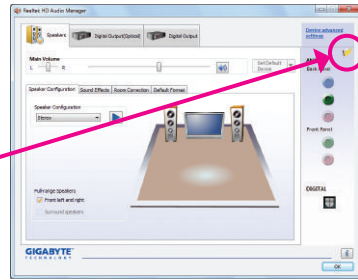 Realtek HD Audio Manager
Speakers
Digital Output(Optical)
Digital Output
Device advanced
settings
Main Volume
L
R
Set Default
Device
Back Panel
Speaker Configuration
Sound Effects
Room Correction
Default Format
Speaker Configuration
Stereo
Front Panel
Full-range Speakers
Front left and right
Surround speakers
DIGITAL
GIGABYTE
TECHNOLOGY
OK